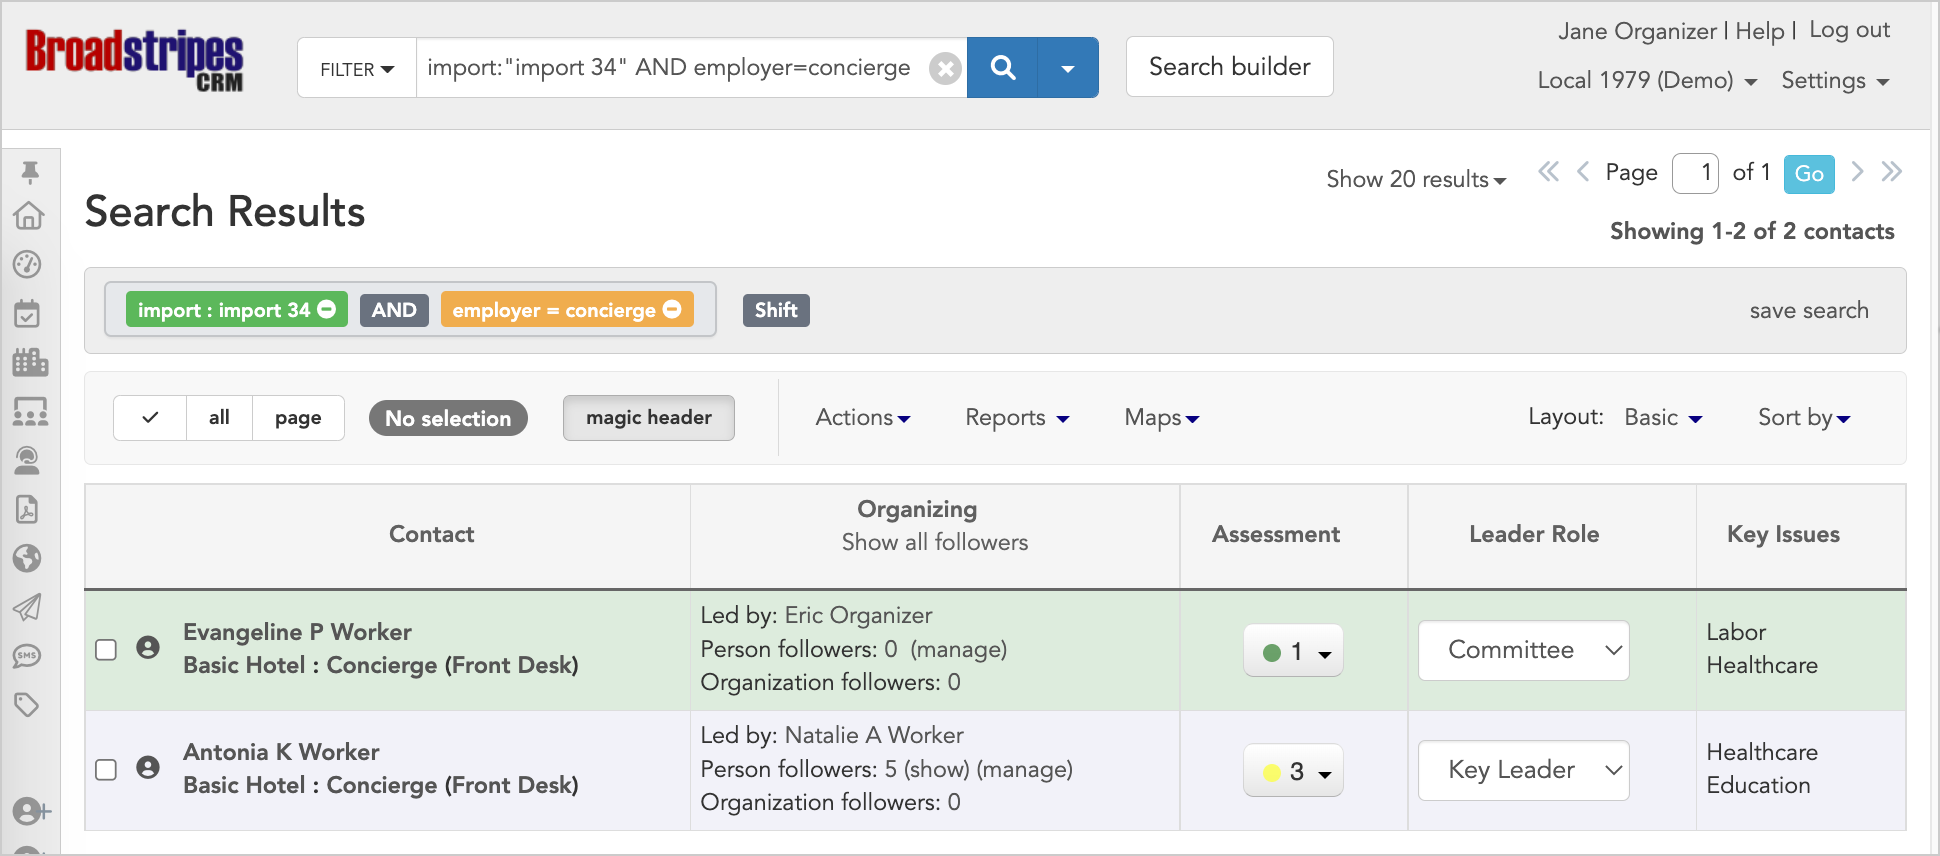 Broadstripes
CRM
FILTER
import:"import 34" AND employer=concierge
Search builder
Jane Organizer | Help | Log out
Local 1979 (Demo) Settings
Search Results
Show 20 results
Page 1 of 1 Go
Showing 1-2 of 2 contacts
import : import 34 AND employer = concierge Shift
save search
all page No selection magic header Actions Reports Maps Layout: Basic Sort by
Contact Organizing Assessment Leader Role Key Issues
Show all followers
Evangeline P Worker
Basic Hotel : Concierge (Front Desk)
Led by: Eric Organizer
Person followers: 0 (manage)
Organization followers: 0
1
Committee
Labor
Healthcare
Antonia K Worker
Basic Hotel : Concierge (Front Desk)
Led by: Natalie A Worker
Person followers: 5 (show) (manage)
Organization followers: 0
3
Key Leader
Healthcare
Education
SMS